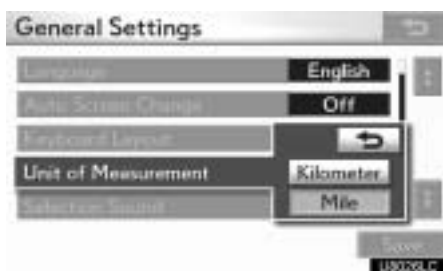 General Settings
Language English
Auto Screen Change Off
Keyboard Layout
Unit of Measurement Kilometer
Mile
Selection Sound
Save